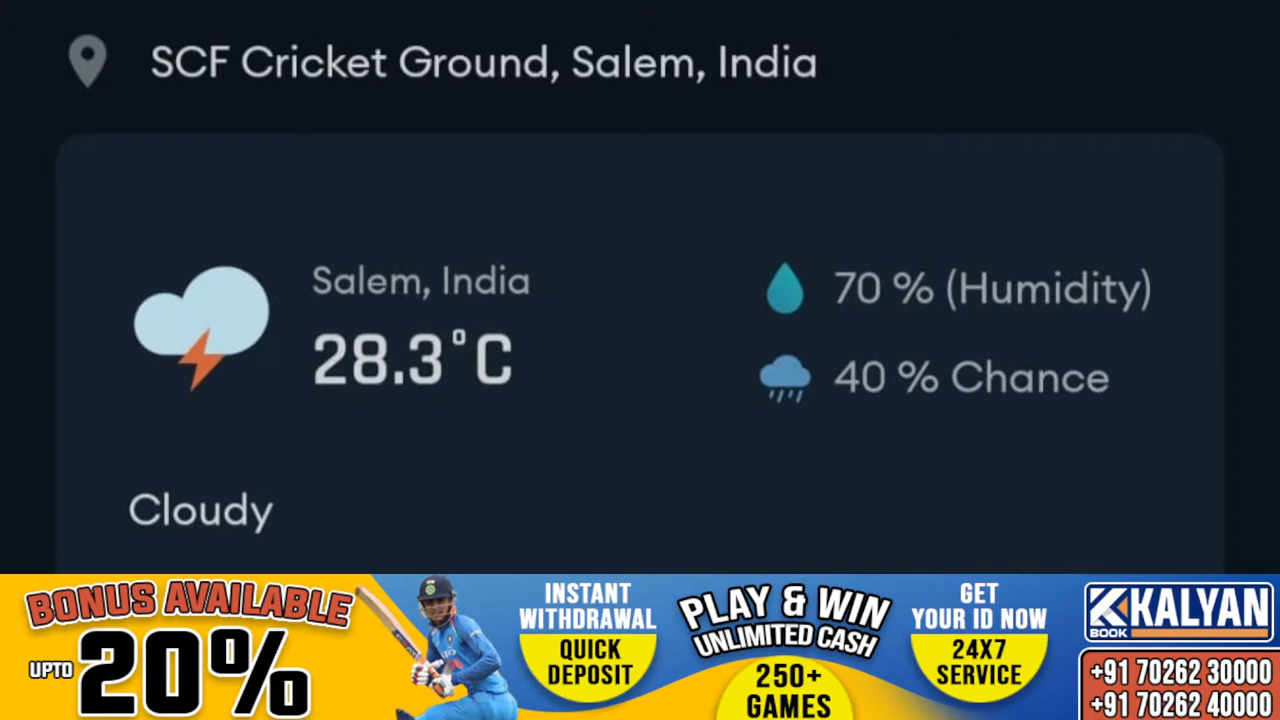 SCF Cricket Ground, Salem, India
Salem, India
28.3°C
70 % (Humidity)
40 % Chance
Cloudy
BONUS AVAILABLE
UPTO 20%
INSTANT
WITHDRAWAL
QUICK
DEPOSIT
PLAY & WIN
UNLIMITED CASH
250+
GAMES
GET
YOUR ID NOW
24X7
SERVICE
KALYAN
BOOK
+91 70262 30000
+91 70262 40000